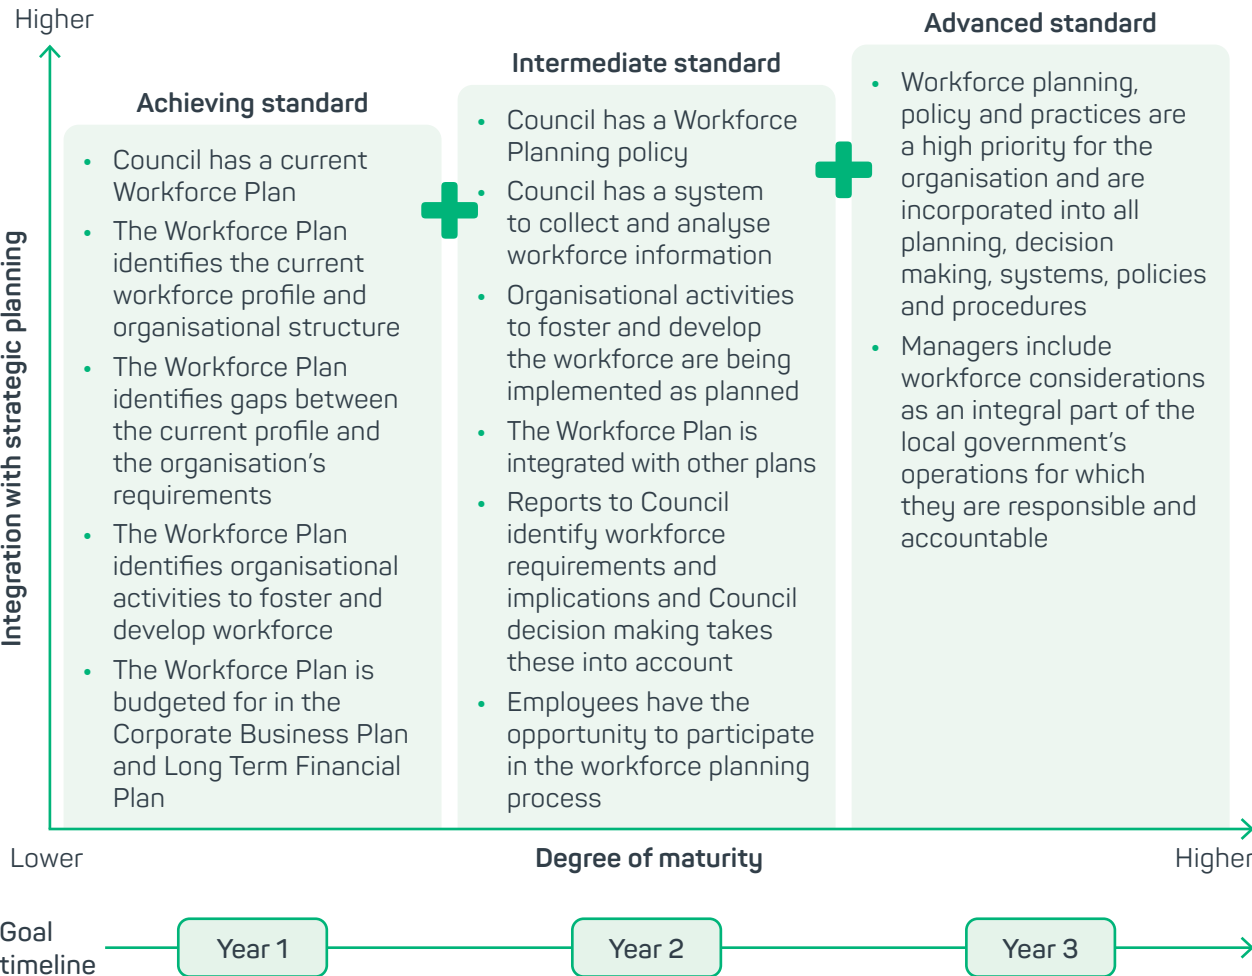 Higher
Integration with strategic planning
Achieving standard
• Council has a current
Workforce Plan
• The Workforce Plan
identifies the current
workforce profile and
organisational structure
• The Workforce Plan
identifies gaps between
the current profile and
the organisation's
requirements
• The Workforce Plan
identifies organisational
activities to foster and
develop workforce
• The Workforce Plan is
budgeted for in the
Corporate Business Plan
and Long Term Financial
Plan
Intermediate standard
• Council has a Workforce
Planning policy
• Council has a system
to collect and analyse
workforce information
• Organisational activities
to foster and develop
the workforce are being
implemented as planned
• The Workforce Plan is
integrated with other plans
• Reports to Council
identify workforce
requirements and
implications and Council
decision making takes
these into account
• Employees have the
opportunity to participate
in the workforce planning
process
Advanced standard
• Workforce planning,
policy and practices are
a high priority for the
organisation and are
incorporated into all
planning, decision
making, systems, policies
and procedures
• Managers include
workforce considerations
as an integral part of the
local government's
operations for which
they are responsible and
accountable
Lower
Degree of maturity
Higher
Goal
timeline
Year 1
Year 2
Year 3